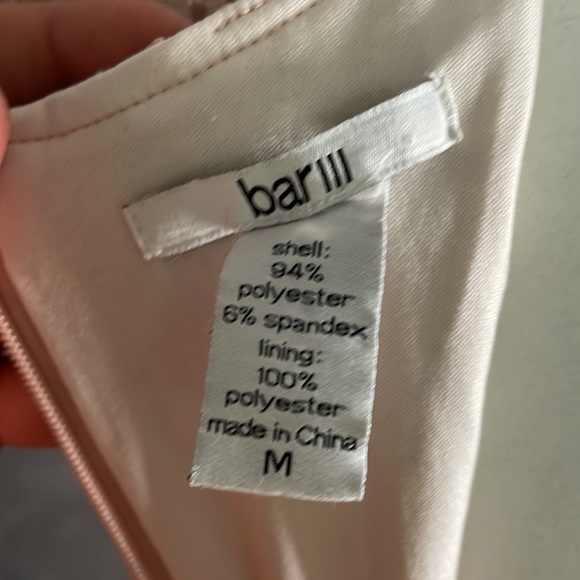 bar III
shell:
94%
polyester
6% spandex
lining:
100%
polyester
made in China
M